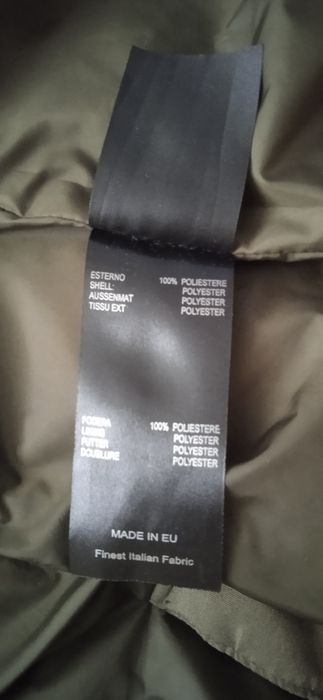 ESTERNO 100% POLIESTERE
SHELL: POLYESTER
AUSSENMAT POLYESTER
TISSU EXT POLYESTER
FODERA 100% POLIESTERE
LINING POLYESTER
FUTTER POLYESTER
DOUBLURE POLYESTER
MADE IN EU
Finest Italian Fabric